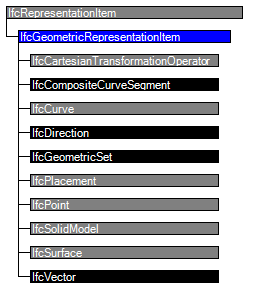 IfcRepresentationItem
IfcGeometricRepresentationItem
IfcCartesianTransformationOperator
IfcCompositeCurveSegment
IfcCurve
IfcDirection
IfcGeometricSet
IfcPlacement
IfcPoint
IfcSolidModel
IfcSurface
IfcVector